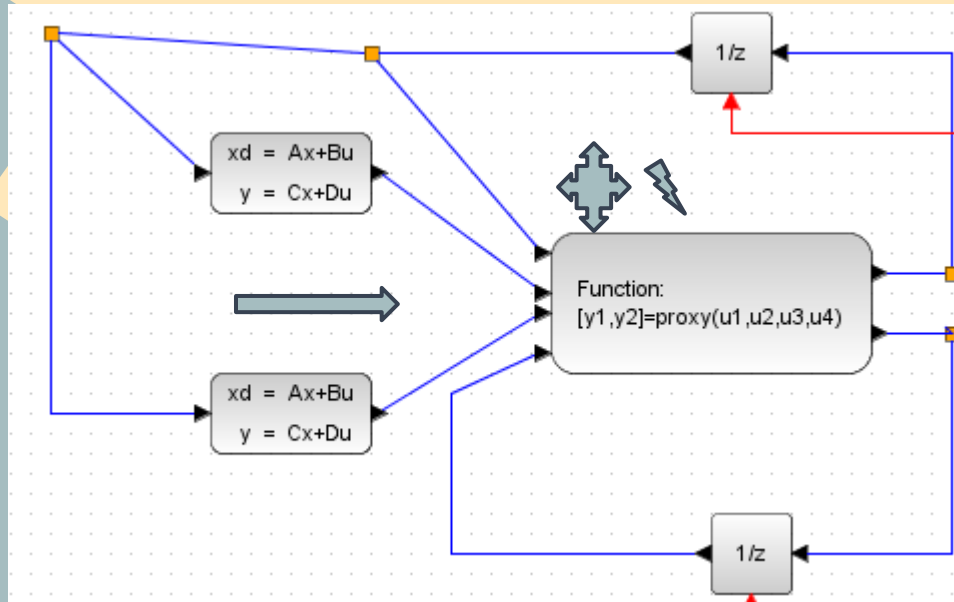 1/z
xd = Ax+Bu
y = Cx+Du
Function:
[y1,y2]=proxy(u1,u2,u3,u4)
xd = Ax+Bu
y = Cx+Du
1/z